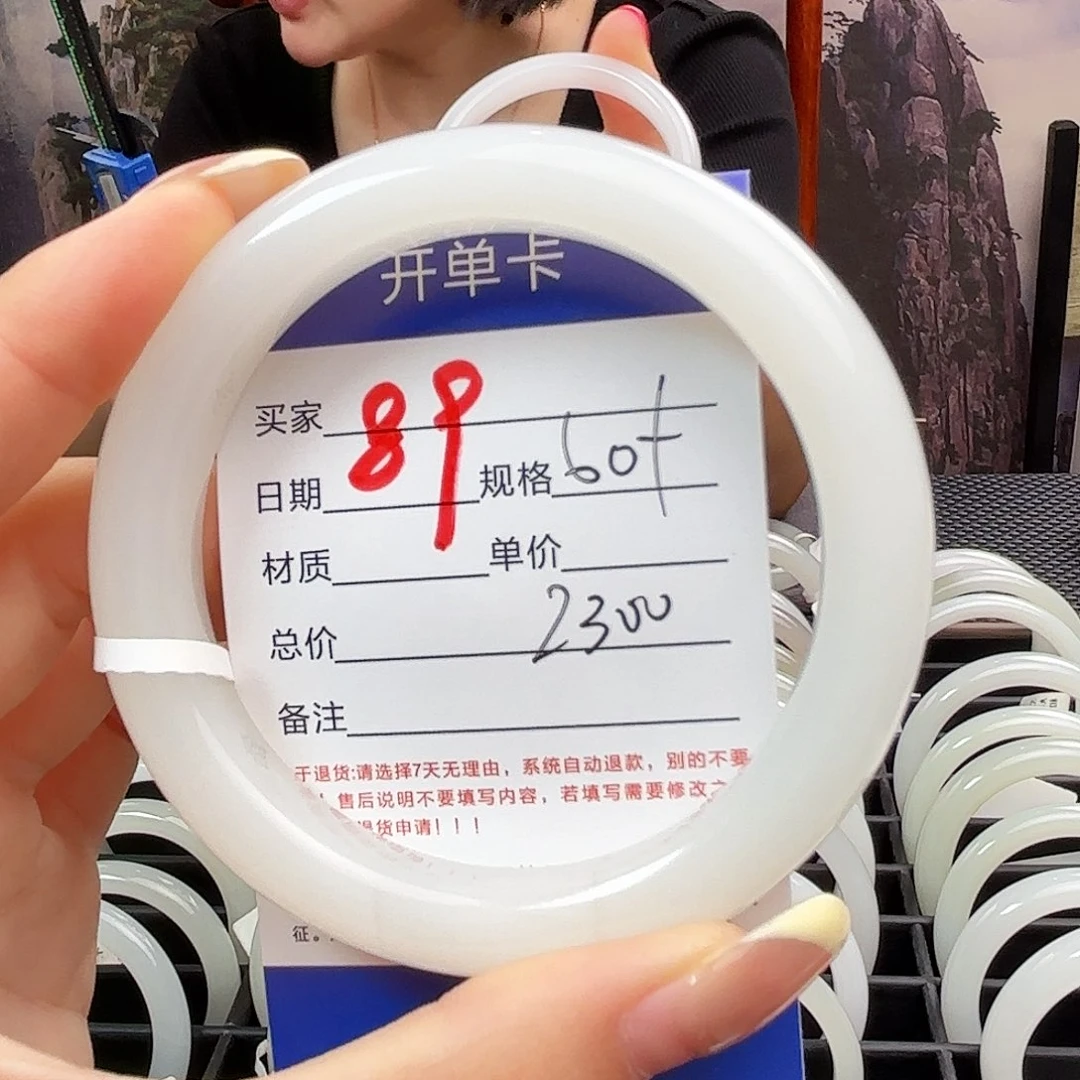 开单卡
买家 89
日期 规格 60+
材质 单价
总价 2300
备注
于退货:请选择7天无理由，系统自动退款，别的不要
！售后说明不要填写内容，若填写需要修改之
退货申请！！！
征。